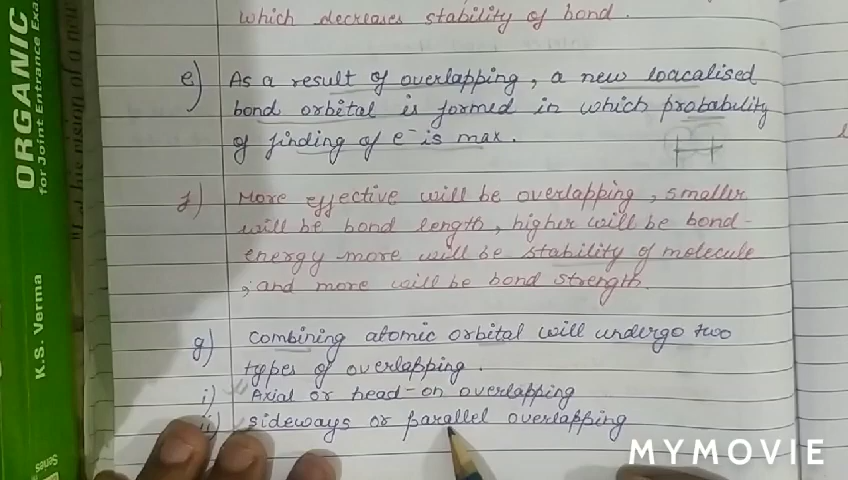 which decreases stability of bond.
e) As a result of overlapping, a new loacalised
bond orbital is formed in which probability
of finding of e⁻ is max.
f) More effective will be overlapping, smaller
will be bond length, higher will be bond-
energy more will be stability of molecule
, and more will be bond strength.
g) Combining atomic orbital will undergo two
types of overlapping.
i) Axial or head-on overlapping
ii) sideways or parallel overlapping
ORGANIC
for Joint Entrance Exa
K.S. Verma
Series
MYMOVIE